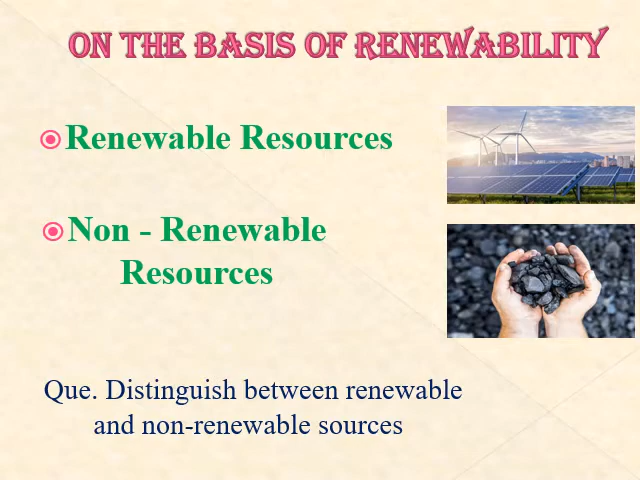 ON THE BASIS OF RENEWABILITY
Renewable Resources
Non - Renewable
Resources
Que. Distinguish between renewable
and non-renewable sources